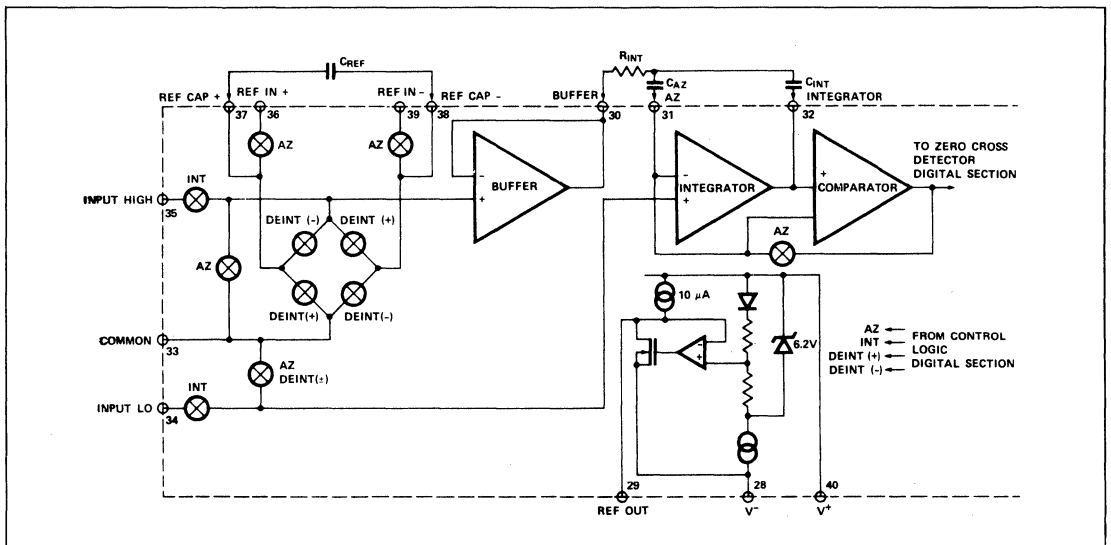 CREF
RINT
CAZ
CINT
REF CAP +
REF IN +
REF IN -
REF CAP -
BUFFER
AZ
INTEGRATOR
37
36
39
38
30
31
32
AZ
AZ
TO ZERO CROSS
DETECTOR
DIGITAL SECTION
INT
INPUT HIGH
35
-
BUFFER
+
-
INTEGRATOR
+
+
COMPARATOR
-
DEINT (-)
DEINT (+)
AZ
AZ
DEINT(+)
DEINT(-)
10 μA
6.2V
-
+
AZ
INT
DEINT (+)
DEINT (-)
FROM CONTROL
LOGIC
DIGITAL SECTION
COMMON
33
AZ
DEINT(±)
INT
INPUT LO
34
29
28
40
REF OUT
V-
V+